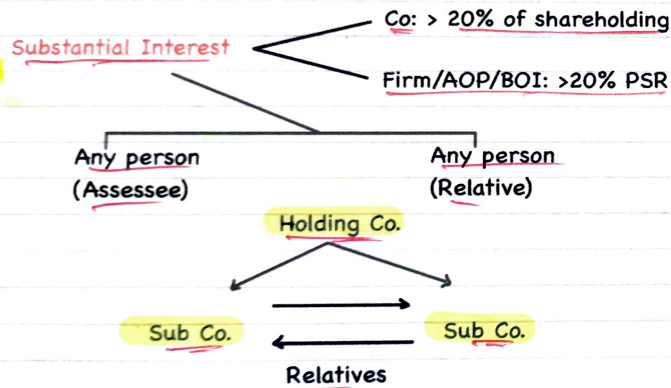 Co: > 20% of shareholding
Substantial Interest
Firm/AOP/BOI: >20% PSR
Any person
(Assessee)
Any person
(Relative)
Holding Co.
Sub Co.
Sub Co.
Relatives